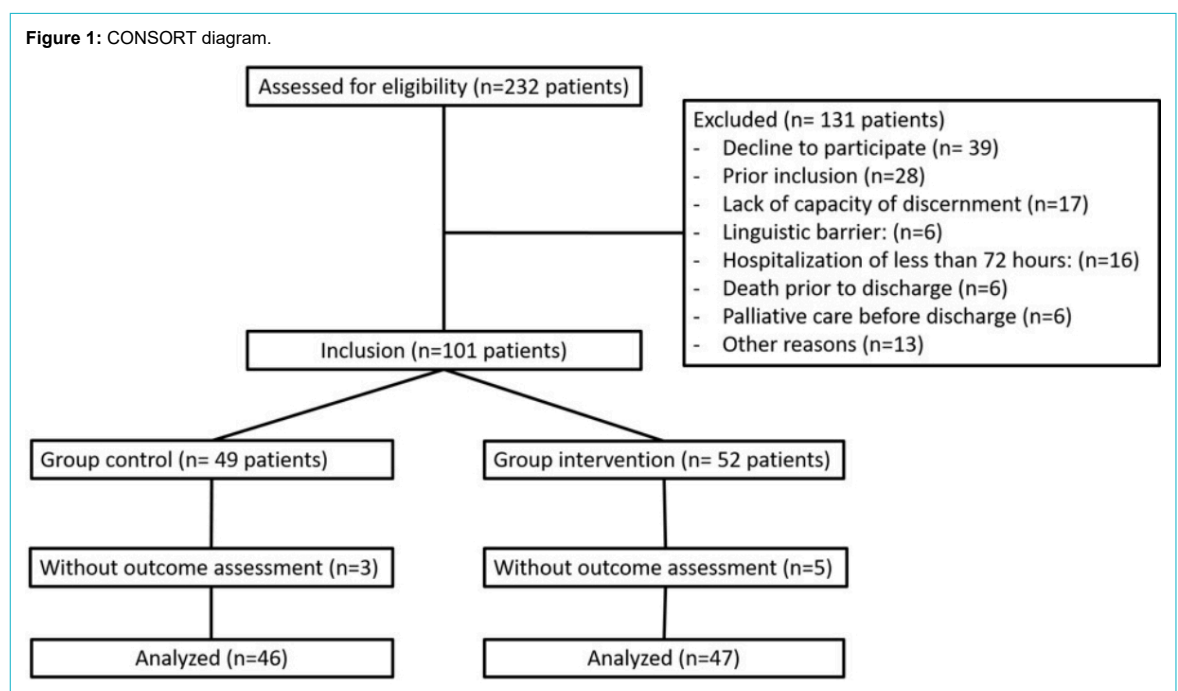 Figure 1: CONSORT diagram.
Assessed for eligibility (n=232 patients)
Excluded (n= 131 patients)
- Decline to participate (n= 39)
- Prior inclusion (n=28)
- Lack of capacity of discernment (n=17)
- Linguistic barrier: (n=6)
- Hospitalization of less than 72 hours: (n=16)
- Death prior to discharge (n=6)
- Palliative care before discharge (n=6)
- Other reasons (n=13)
Inclusion (n=101 patients)
Group control (n= 49 patients)
Group intervention (n= 52 patients)
Without outcome assessment (n=3)
Without outcome assessment (n=5)
Analyzed (n=46)
Analyzed (n=47)